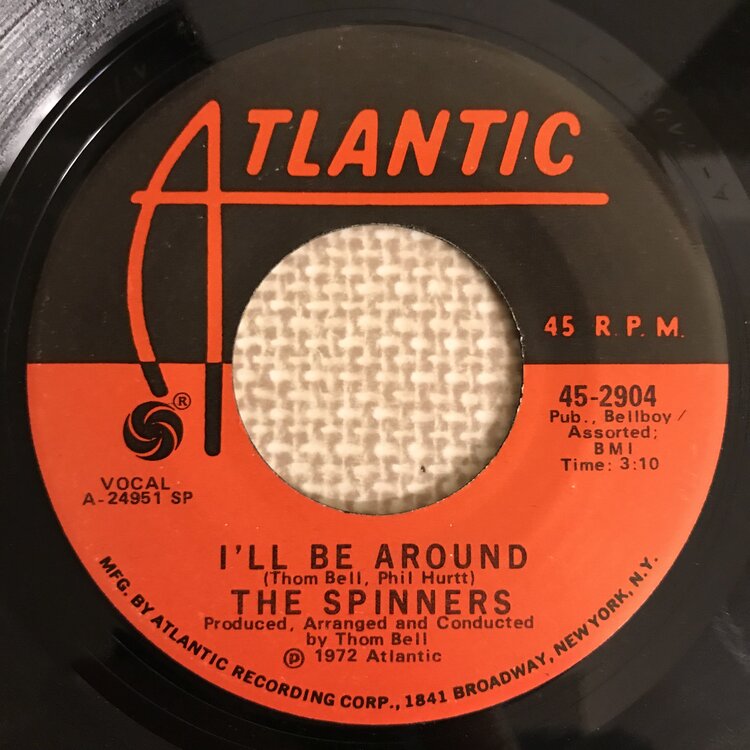 ATLANTIC
45 R.P.M.
45-2904
Pub., Bellboy/
Assorted;
BMI
Time: 3:10
®
VOCAL
A-24951 SP
I'LL BE AROUND
(Thom Bell, Phil Hurtt)
THE SPINNERS
Produced, Arranged and Conducted
by Thom Bell
℗ 1972 Atlantic
MFG. BY ATLANTIC RECORDING CORP., 1841 BROADWAY, NEW YORK, N.Y.